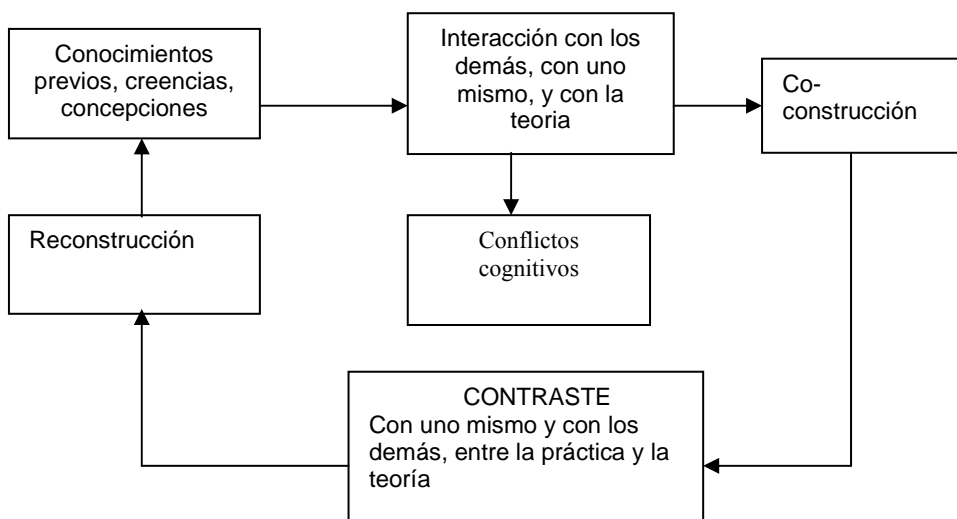 Conocimientos
previos, creencias,
concepciones
Interacción con los
demás, con uno
mismo, y con la
teoria
Co-
construcción
Reconstrucción
Conflictos
cognitivos
CONTRASTE
Con uno mismo y con los
demás, entre la práctica y la
teoría